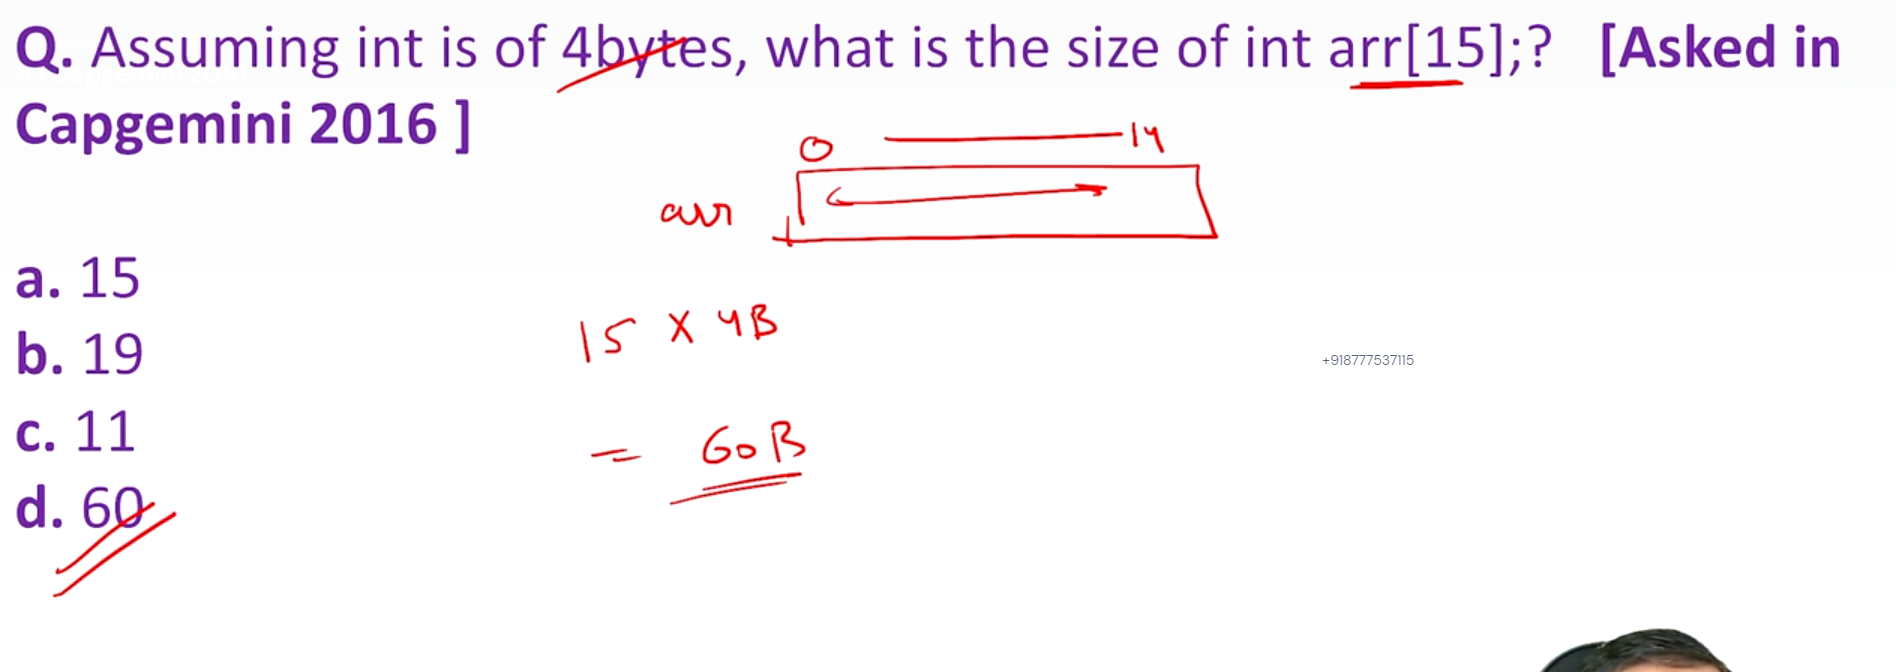 Q. Assuming int is of 4bytes, what is the size of int arr[15];? [Asked in
Capgemini 2016 ]
0 14
arr
a. 15
15 x 4B
b. 19
+918777537115
c. 11
= 60B
d. 60